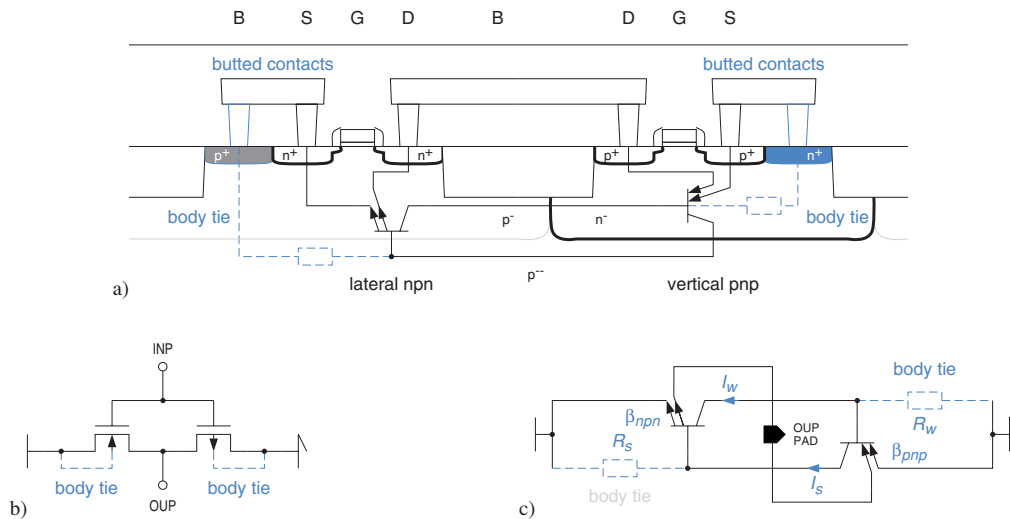 B S G D B D G S
butted contacts butted contacts
p+ n+ n+ p+ p+ n+
body tie p- n- body tie
p--
a) lateral npn vertical pnp
INP
body tie body tie
OUP
b)
body tie
Iw
βnpn Rw
Rs OUP
PAD
βpnp
Is
body tie
c)